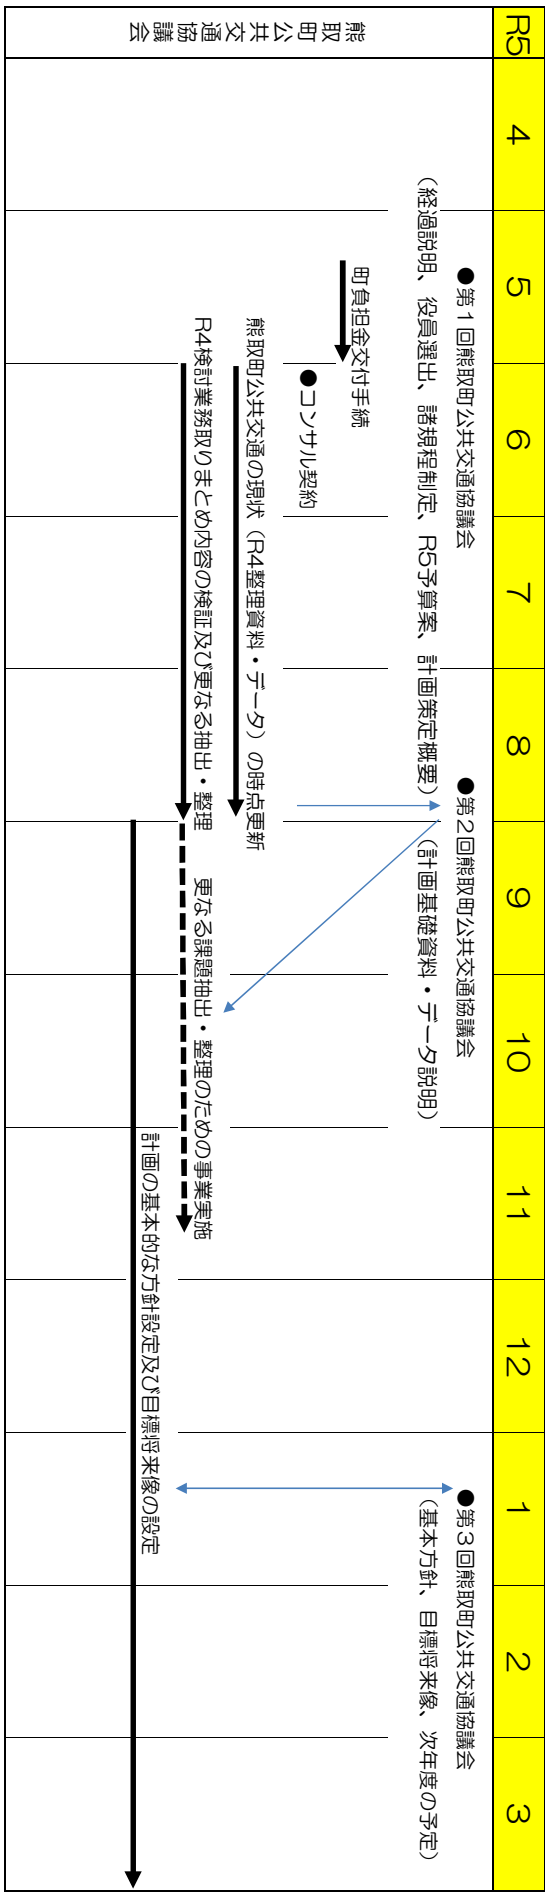 R5
4
5
6
7
8
9
10
11
12
1
2
3
熊取町公共交通協議会
●第1回熊取町公共交通協議会
(経過説明、役員選出、諸規程制定、R5予算案、計画策定概要)
●第2回熊取町公共交通協議会
(計画基礎資料・データ説明)
●第3回熊取町公共交通協議会
(基本方針、目標将来像、次年度の予定)
町負担金交付手続
●コンサル契約
熊取町公共交通の現状(R4整理資料・データ)の時点更新
R4検討業務取りまとめ内容の検証及び更なる抽出・整理
更なる課題抽出・整理のための事業実施
計画の基本的な方針設定及び目標将来像の設定